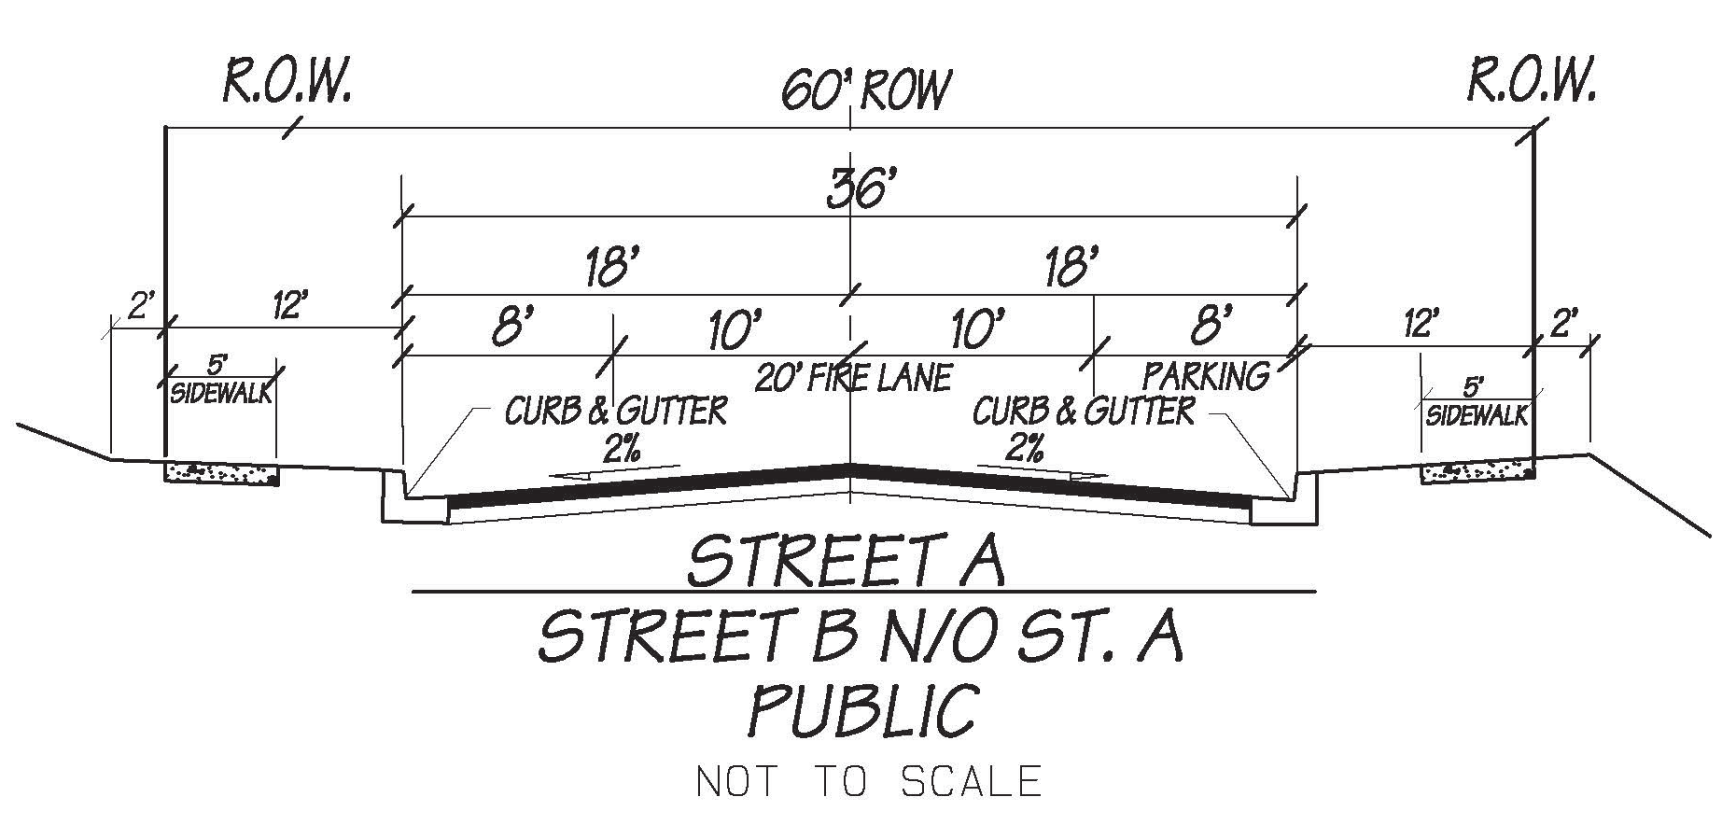 R.O.W. 60' ROW R.O.W.
36'
18' 18'
2' 12' 8' 10' 10' 8' 12' 2'
5' 20' FIRE LANE PARKING 5'
SIDEWALK CURB & GUTTER CURB & GUTTER SIDEWALK
2% 2%
STREET A
STREET B N/O ST. A
PUBLIC
NOT TO SCALE